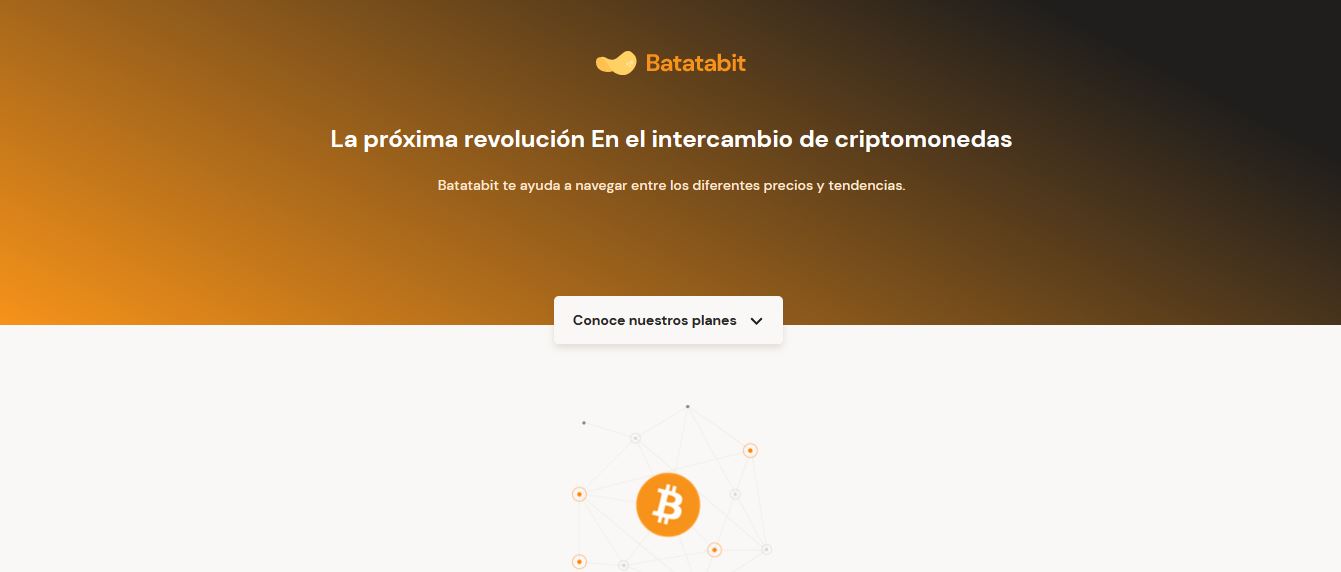 Batatabit
La próxima revolución En el intercambio de criptomonedas
Batatabit te ayuda a navegar entre los diferentes precios y tendencias.
Conoce nuestros planes